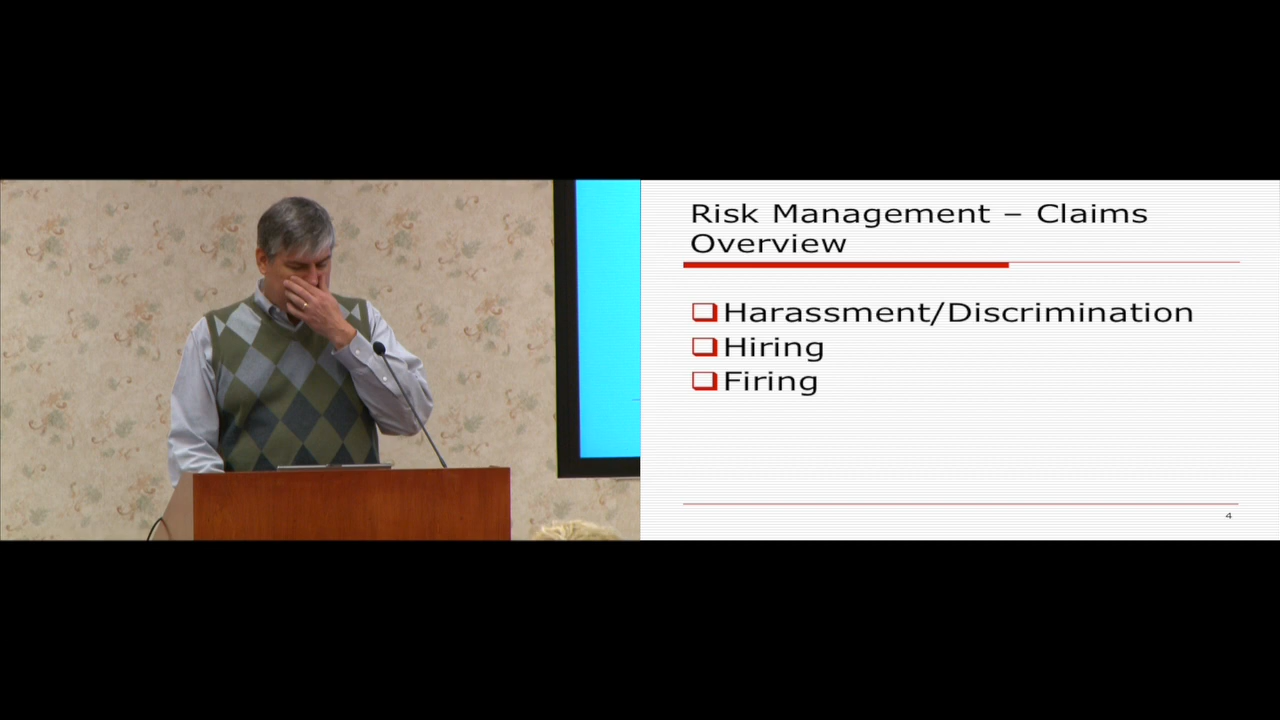 Risk Management – Claims
Overview
Harassment/Discrimination
Hiring
Firing
4